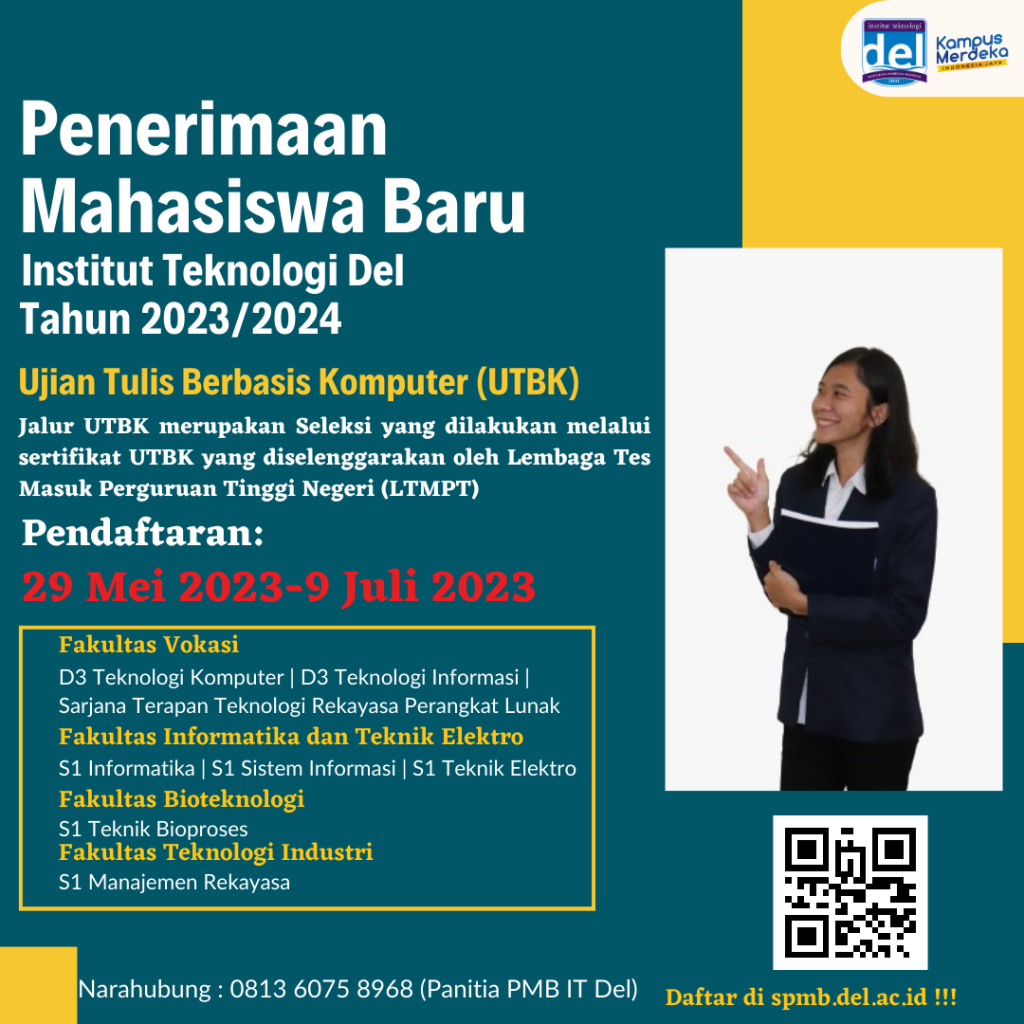 institut teknologi
del
2001
Kampus
Merdeka
INDONESIA JAYA
Penerimaan
Mahasiswa Baru
Institut Teknologi Del
Tahun 2023/2024
Ujian Tulis Berbasis Komputer (UTBK)
Jalur UTBK merupakan Seleksi yang dilakukan melalui
sertifikat UTBK yang diselenggarakan oleh Lembaga Tes
Masuk Perguruan Tinggi Negeri (LTMPT)
Pendaftaran:
29 Mei 2023-9 Juli 2023
Fakultas Vokasi
D3 Teknologi Komputer | D3 Teknologi Informasi |
Sarjana Terapan Teknologi Rekayasa Perangkat Lunak
Fakultas Informatika dan Teknik Elektro
S1 Informatika | S1 Sistem Informasi | S1 Teknik Elektro
Fakultas Bioteknologi
S1 Teknik Bioproses
Fakultas Teknologi Industri
S1 Manajemen Rekayasa
Narahubung : 0813 6075 8968 (Panitia PMB IT Del)
Daftar di spmb.del.ac.id !!!